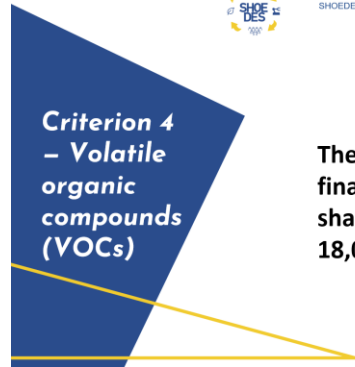 SHOE
DES
SHOEDE
Criterion 4
– Volatile
organic
compounds
(VOCs)
The
fina
sha
18,0